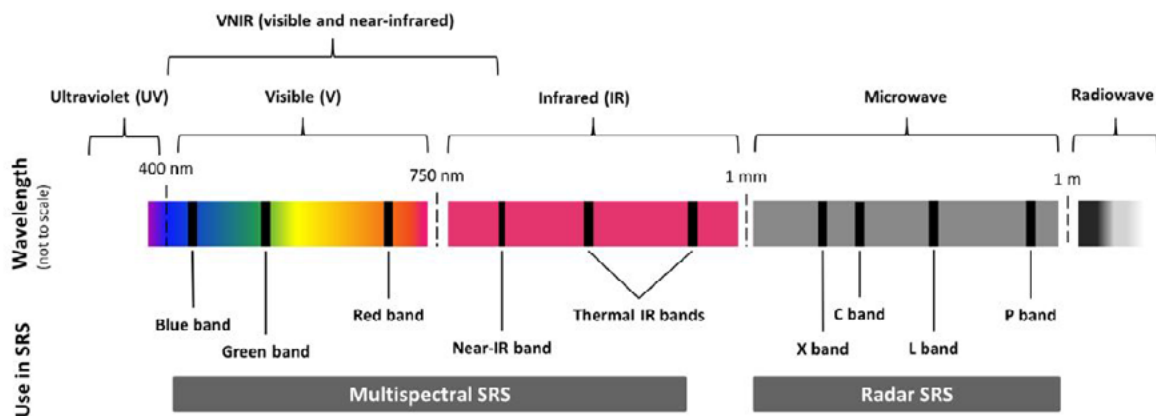 VNIR (visible and near-infrared)
Ultraviolet (UV)
Visible (V)
Infrared (IR)
Microwave
Radiowave
400 nm
750 nm
1 mm
1 m
Wavelength
(not to scale)
Blue band
Green band
Red band
Near-IR band
Thermal IR bands
X band
C band
L band
P band
Use in SRS
Multispectral SRS
Radar SRS